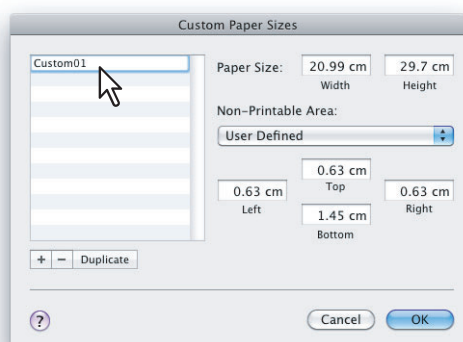 Custom Paper Sizes
Custom01
Paper Size:
20.99 cm
29.7 cm
Width
Height
Non-Printable Area:
User Defined
0.63 cm
Top
0.63 cm
0.63 cm
Left
Right
1.45 cm
Bottom
+ − Duplicate
?
Cancel
OK